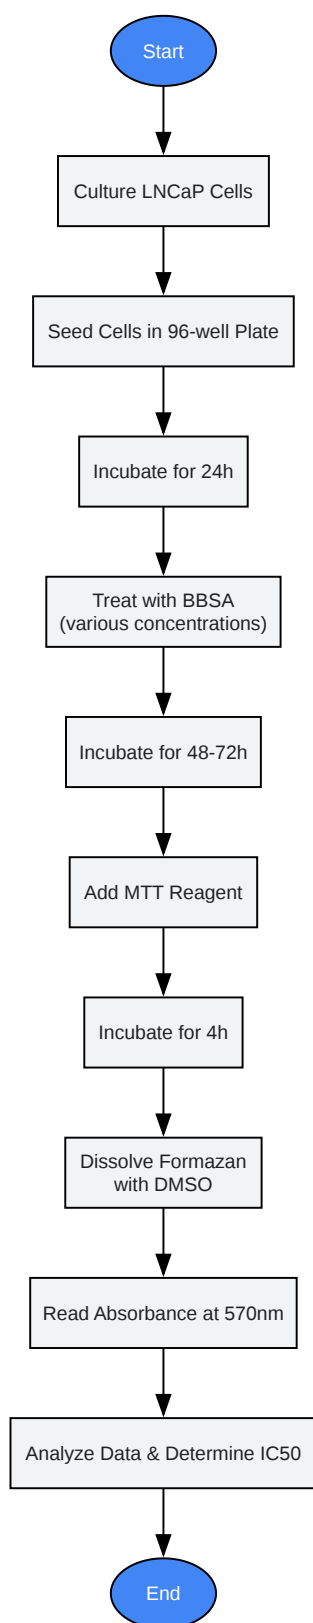 Start
Culture LNCaP Cells
Seed Cells in 96-well Plate
Incubate for 24h
Treat with BBSA
(various concentrations)
Incubate for 48-72h
Add MTT Reagent
Incubate for 4h
Dissolve Formazan
with DMSO
Read Absorbance at 570nm
Analyze Data & Determine IC50
End